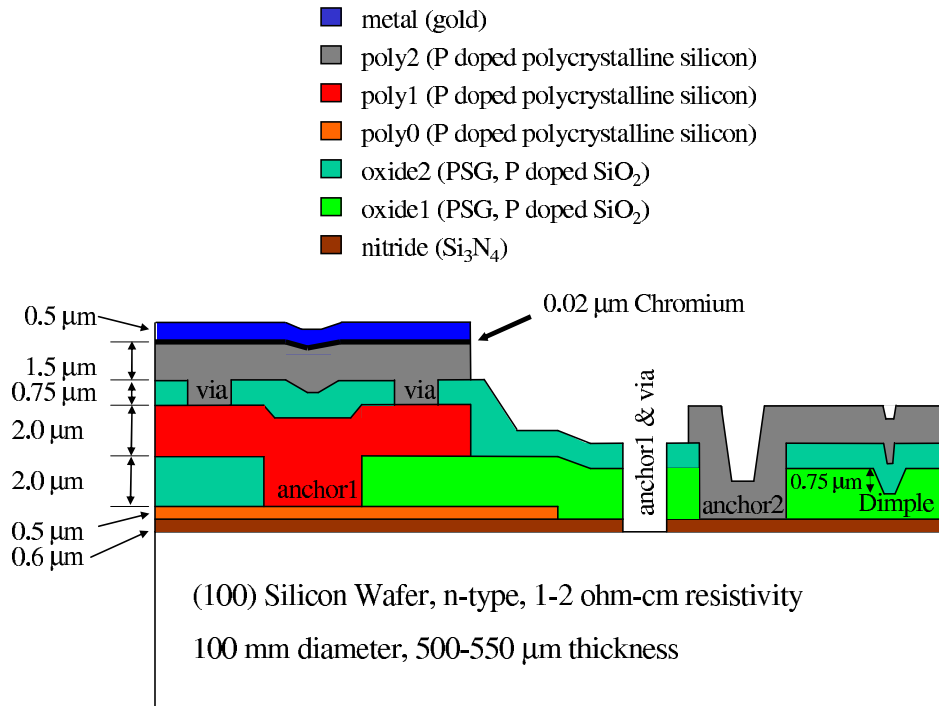 metal (gold)
poly2 (P doped polycrystalline silicon)
poly1 (P doped polycrystalline silicon)
poly0 (P doped polycrystalline silicon)
oxide2 (PSG, P doped SiO₂)
oxide1 (PSG, P doped SiO₂)
nitride (Si₃N₄)
0.5 μm
0.02 μm Chromium
1.5 μm
0.75 μm
via
via
2.0 μm
anchor1 & via
2.0 μm
anchor1
0.75 μm
anchor2
Dimple
0.5 μm
0.6 μm
(100) Silicon Wafer, n-type, 1-2 ohm-cm resistivity
100 mm diameter, 500-550 μm thickness